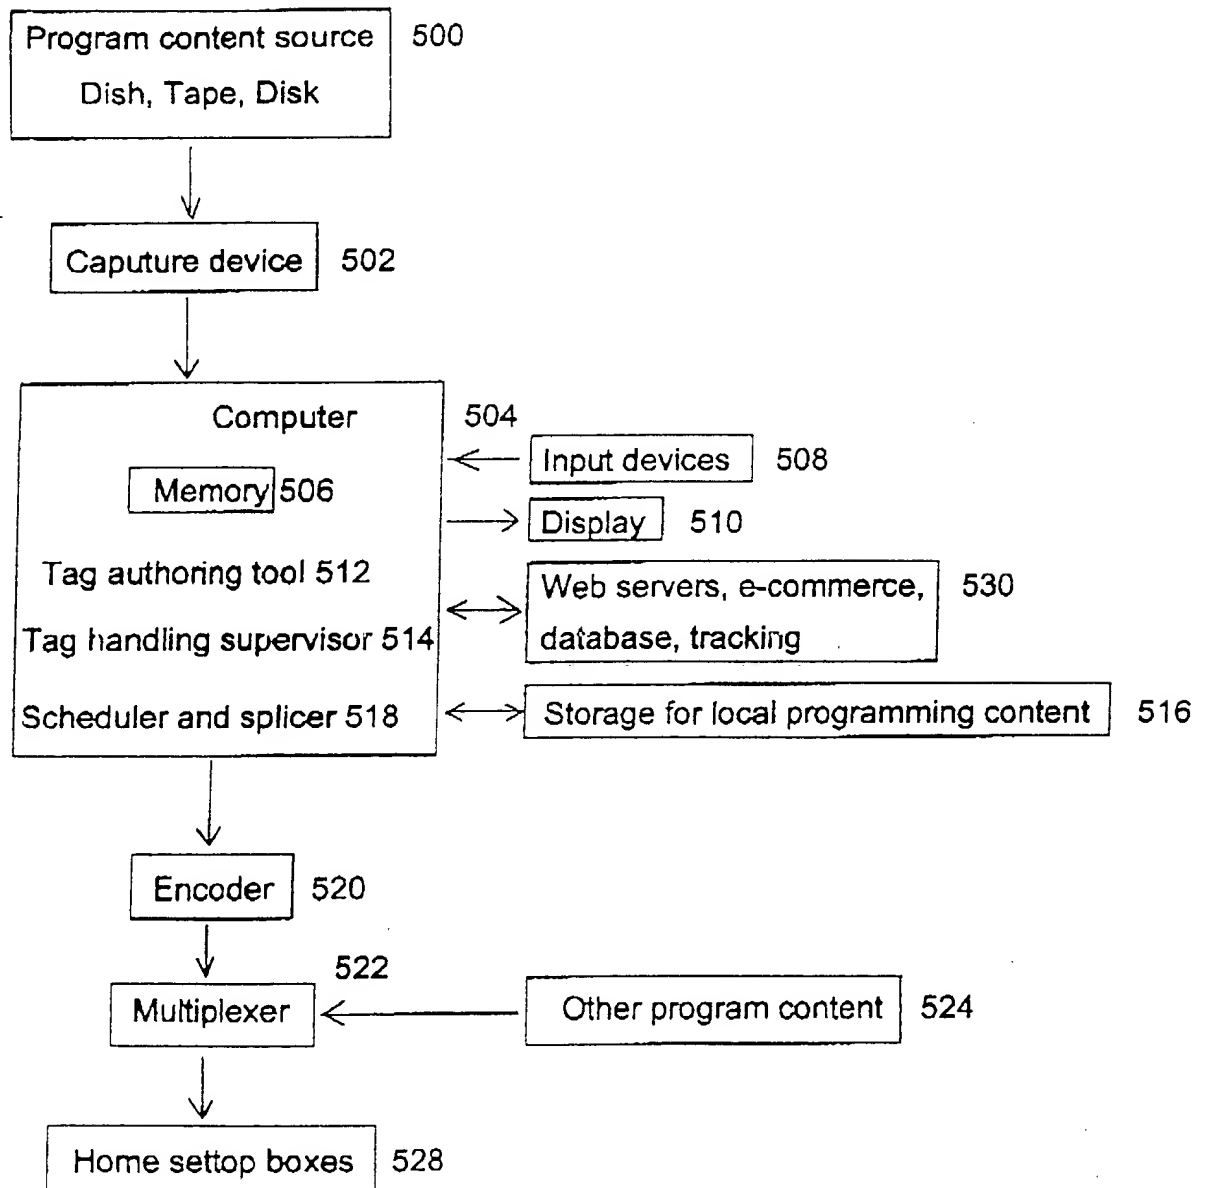 Program content source 500
Dish, Tape, Disk
Caputure device 502
Computer 504
Input devices 508
Memory 506
Display 510
Tag authoring tool 512
Web servers, e-commerce, 530
database, tracking
Tag handling supervisor 514
Scheduler and splicer 518
Storage for local programming content 516
Encoder 520
522
Multiplexer
Other program content 524
Home settop boxes 528